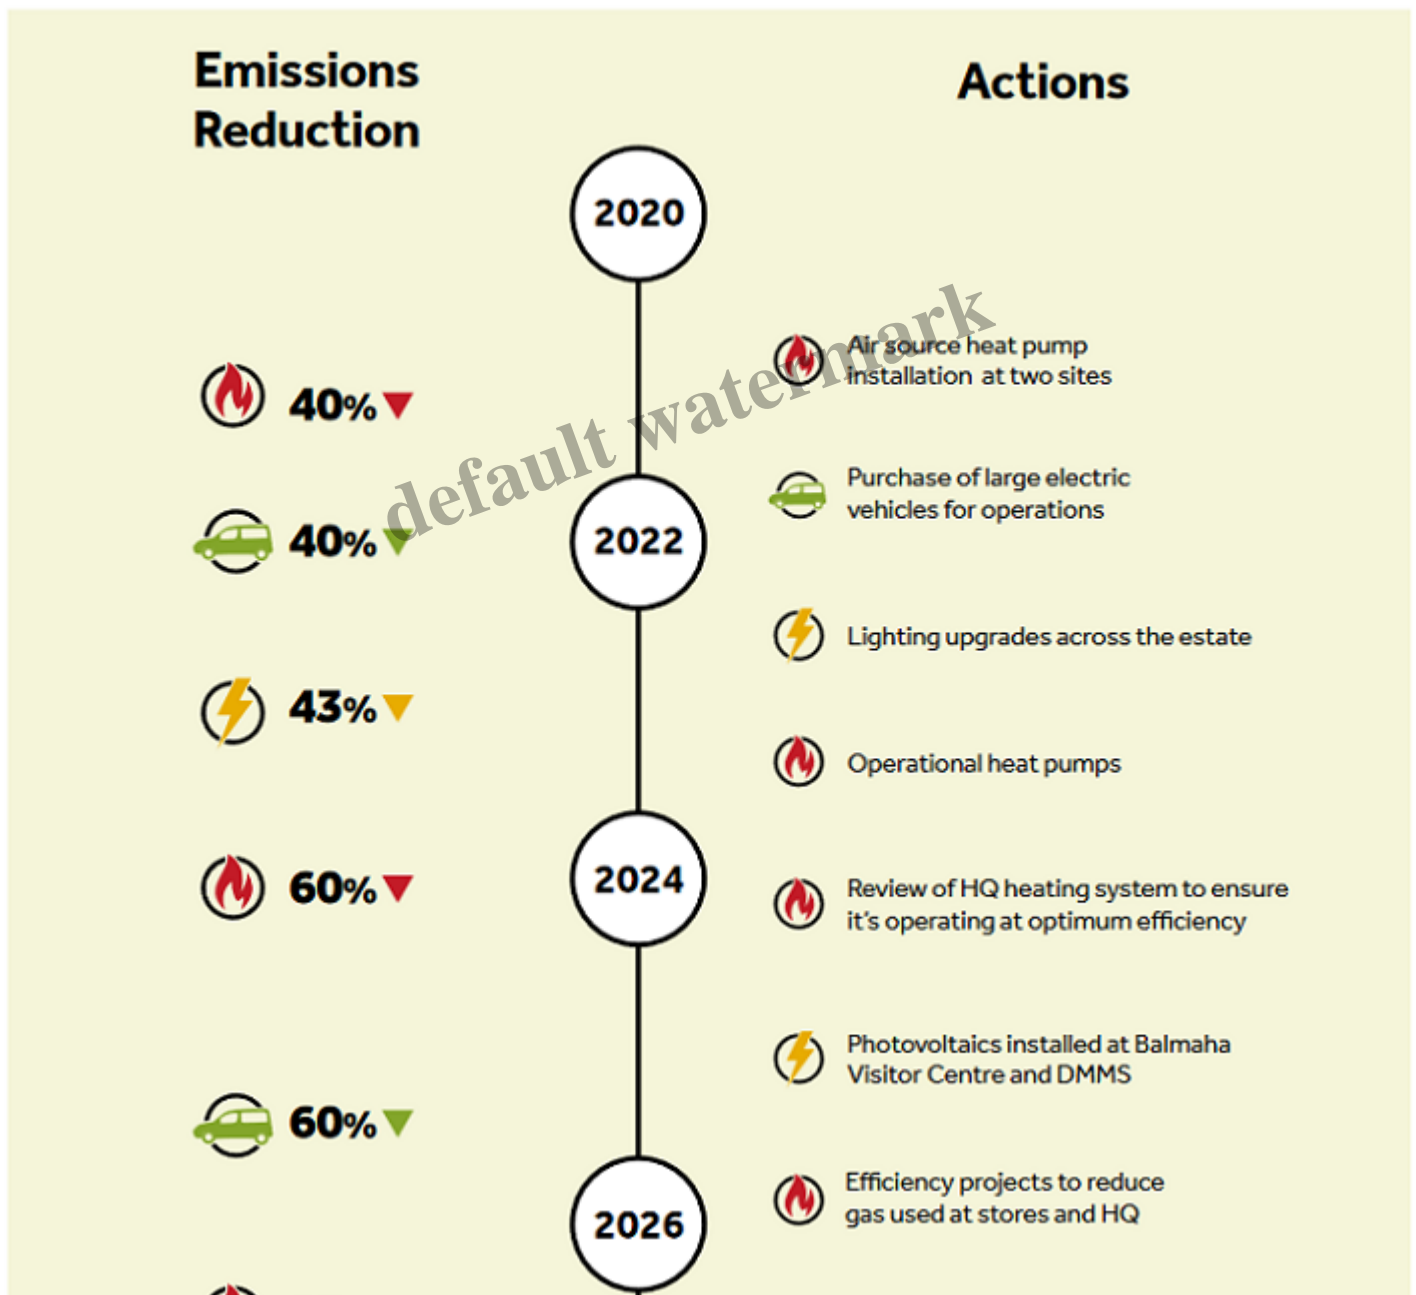 Emissions
Reduction
Actions
2020
Air source heat pump
installation at two sites
40%
default watermark
Purchase of large electric
vehicles for operations
40%
2022
Lighting upgrades across the estate
43%
Operational heat pumps
2024
60%
Review of HQ heating system to ensure
it's operating at optimum efficiency
Photovoltaics installed at Balmaha
Visitor Centre and DMMS
60%
Efficiency projects to reduce
gas used at stores and HQ
2026